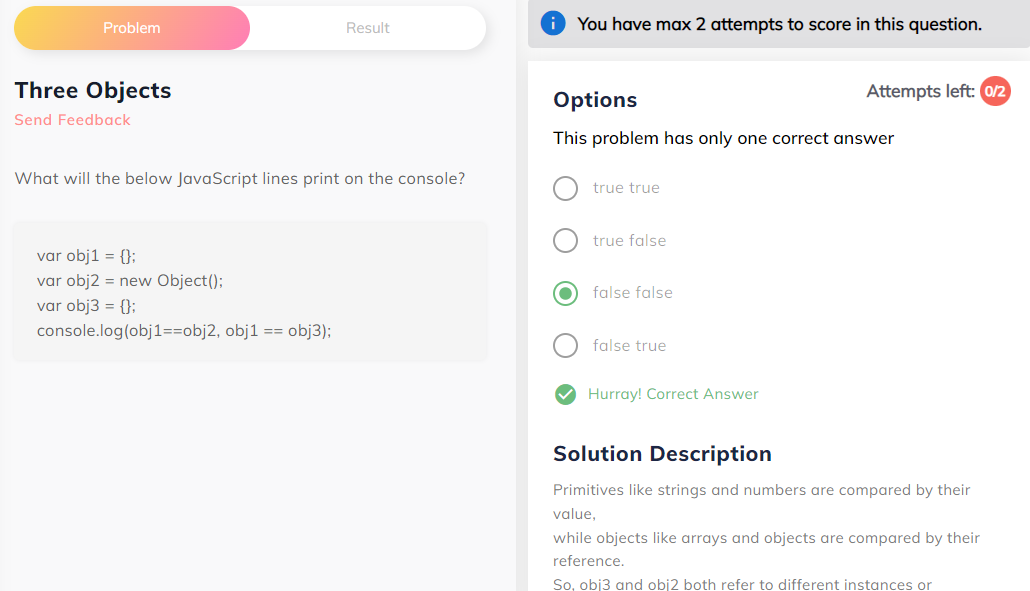 Problem
Result
Three Objects
Send Feedback
What will the below JavaScript lines print on the console?
var obj1 = {};
var obj2 = new Object();
var obj3 = {};
console.log(obj1==obj2, obj1 == obj3);
You have max 2 attempts to score in this question.
Attempts left: 0/2
Options
This problem has only one correct answer
true true
true false
false false
false true
Hurray! Correct Answer
Solution Description
Primitives like strings and numbers are compared by their
value,
while objects like arrays and objects are compared by their
reference.
So, obj3 and obj2 both refer to different instances or